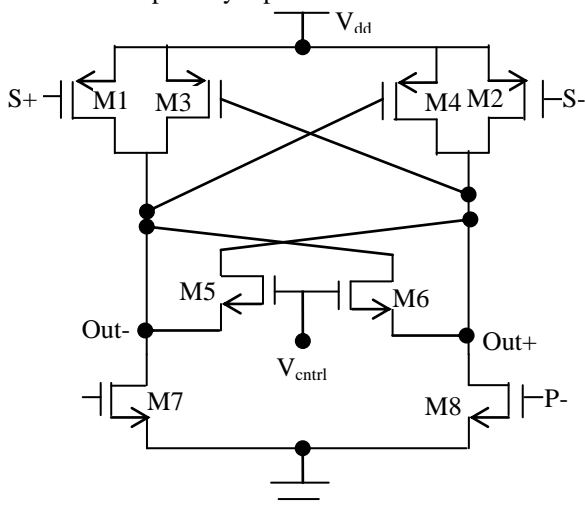 V_dd
S+
M1
M3
M4
M2
S-
M5
M6
Out-
V_cntrl
Out+
M7
M8
P-